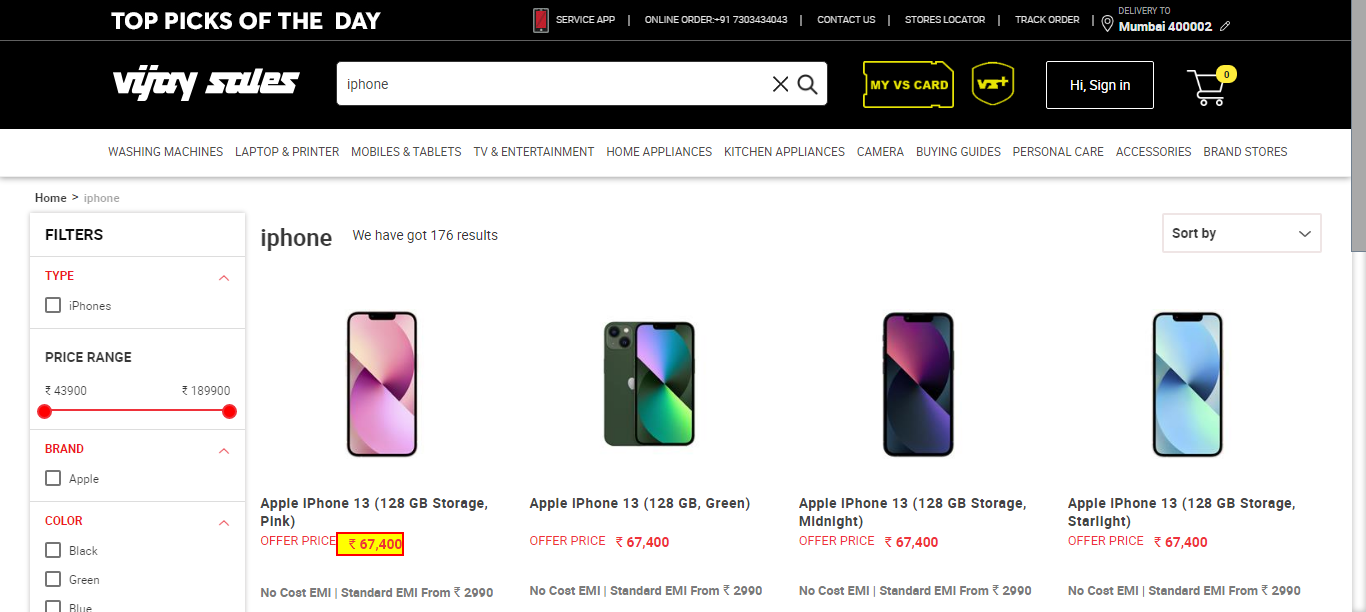 TOP PICKS OF THE DAY
SERVICE APP | ONLINE ORDER:+91 7303434043 | CONTACT US | STORES LOCATOR | TRACK ORDER |
DELIVERY TO
Mumbai 400002
vijay sales
iphone
MY VS CARD
VS+
Hi, Sign in
0
WASHING MACHINES LAPTOP & PRINTER MOBILES & TABLETS TV & ENTERTAINMENT HOME APPLIANCES KITCHEN APPLIANCES CAMERA BUYING GUIDES PERSONAL CARE ACCESSORIES BRAND STORES
Home > iphone
FILTERS
TYPE
iPhones
PRICE RANGE
₹ 43900 ₹ 189900
BRAND
Apple
COLOR
Black
Green
Blue
iphone We have got 176 results
Sort by
Apple iPhone 13 (128 GB Storage,
Pink)
OFFER PRICE ₹ 67,400
No Cost EMI | Standard EMI From ₹ 2990
Apple iPhone 13 (128 GB, Green)
OFFER PRICE ₹ 67,400
No Cost EMI | Standard EMI From ₹ 2990
Apple iPhone 13 (128 GB Storage,
Midnight)
OFFER PRICE ₹ 67,400
No Cost EMI | Standard EMI From ₹ 2990
Apple iPhone 13 (128 GB Storage,
Starlight)
OFFER PRICE ₹ 67,400
No Cost EMI | Standard EMI From ₹ 2990